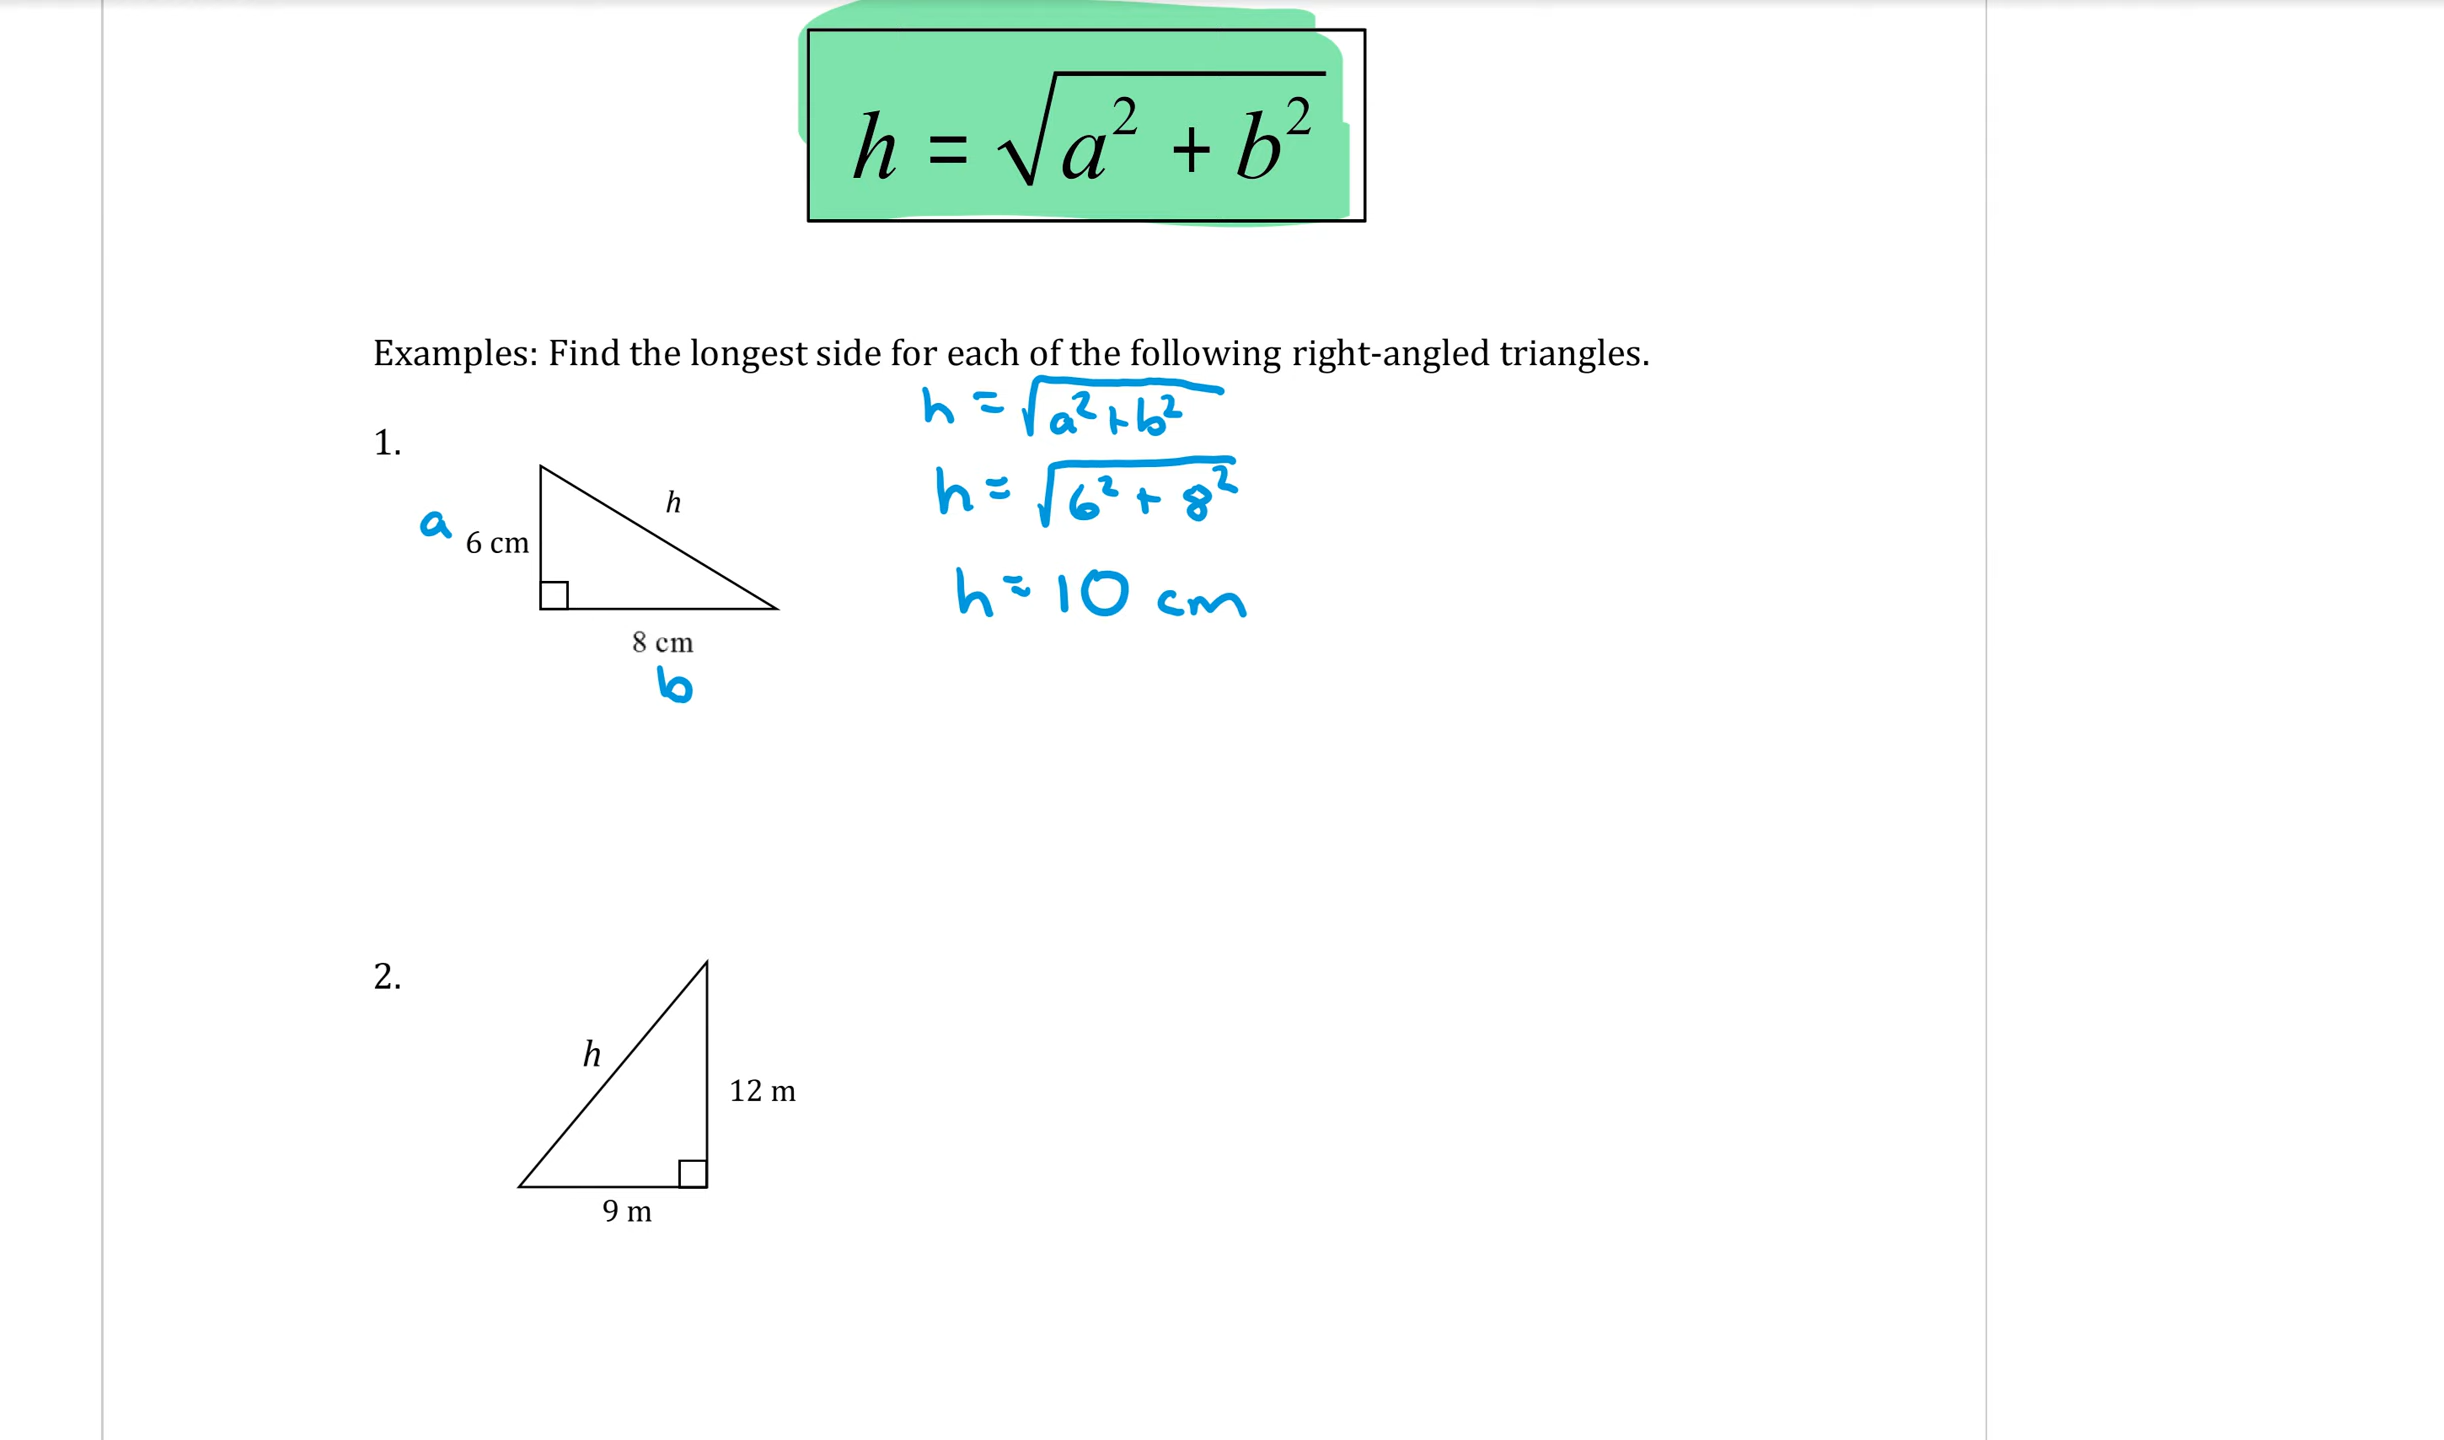 h = √a² + b²
Examples: Find the longest side for each of the following right-angled triangles.
h = √a² + b²
1.
h
h = √6² + 8²
a
6 cm
h = 10 cm
8 cm
b
2.
h
12 m
9 m